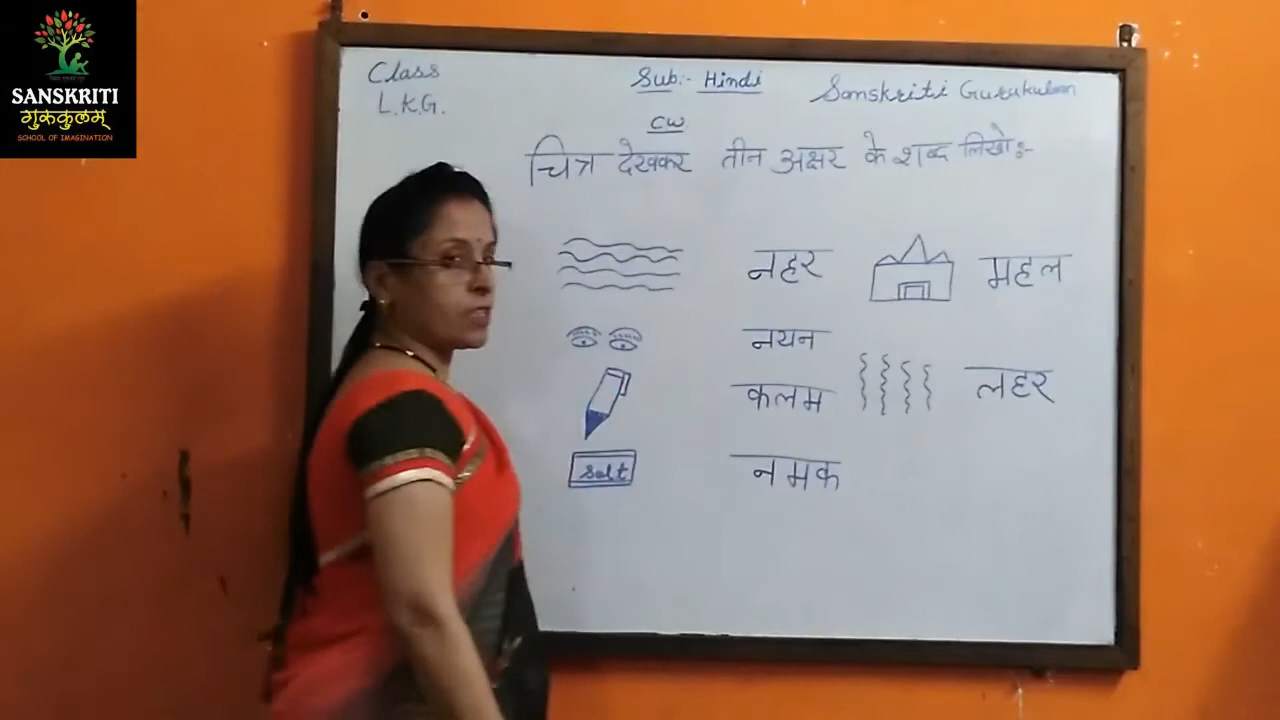 SANSKRITI
गुरुकुलम्
SCHOOL OF IMAGINATION
Class
L.K.G.
Sub:- Hindi
Sanskriti Gurukulam
CW
चित्र देखकर तीन अक्षर के शब्द लिखो:-
नहर
महल
नयन
कलम
लहर
Salt
नमक